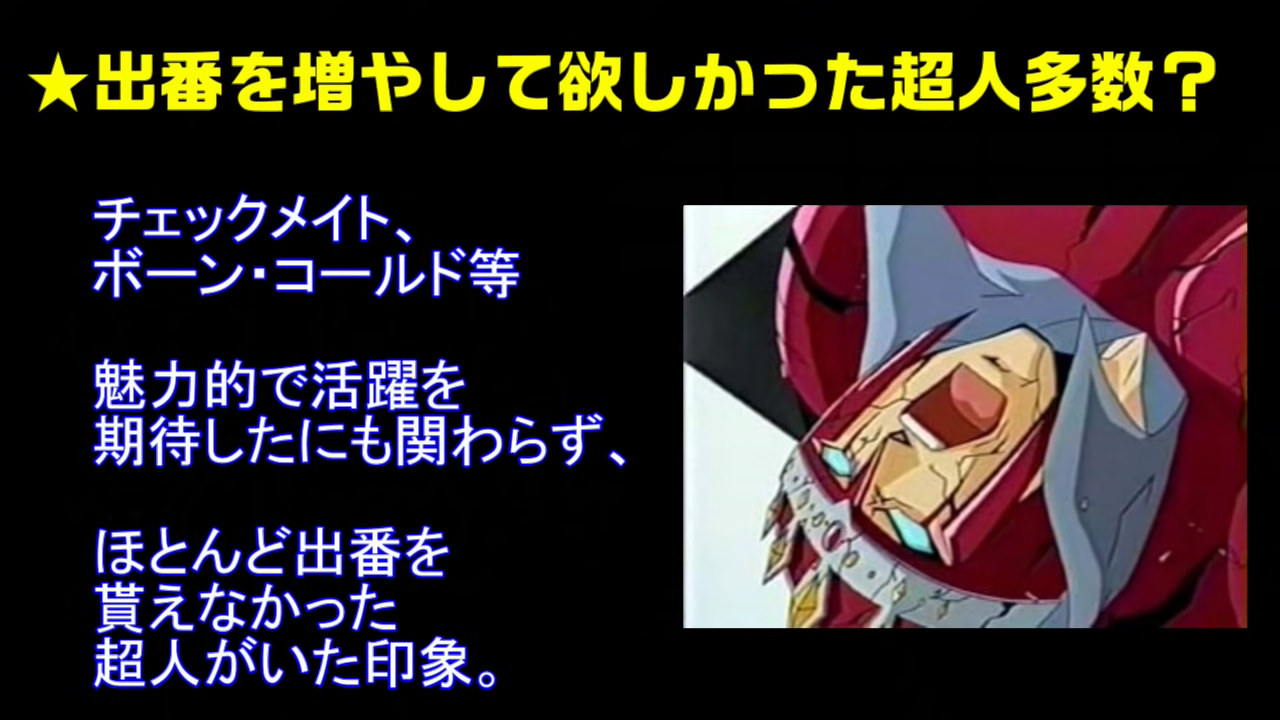 ★出番を増やして欲しかった超人多数？
チェックメイト、
ボーン・コールド等
魅力的で活躍を
期待したにも関わらず、
ほとんど出番を
貰えなかった
超人がいた印象。